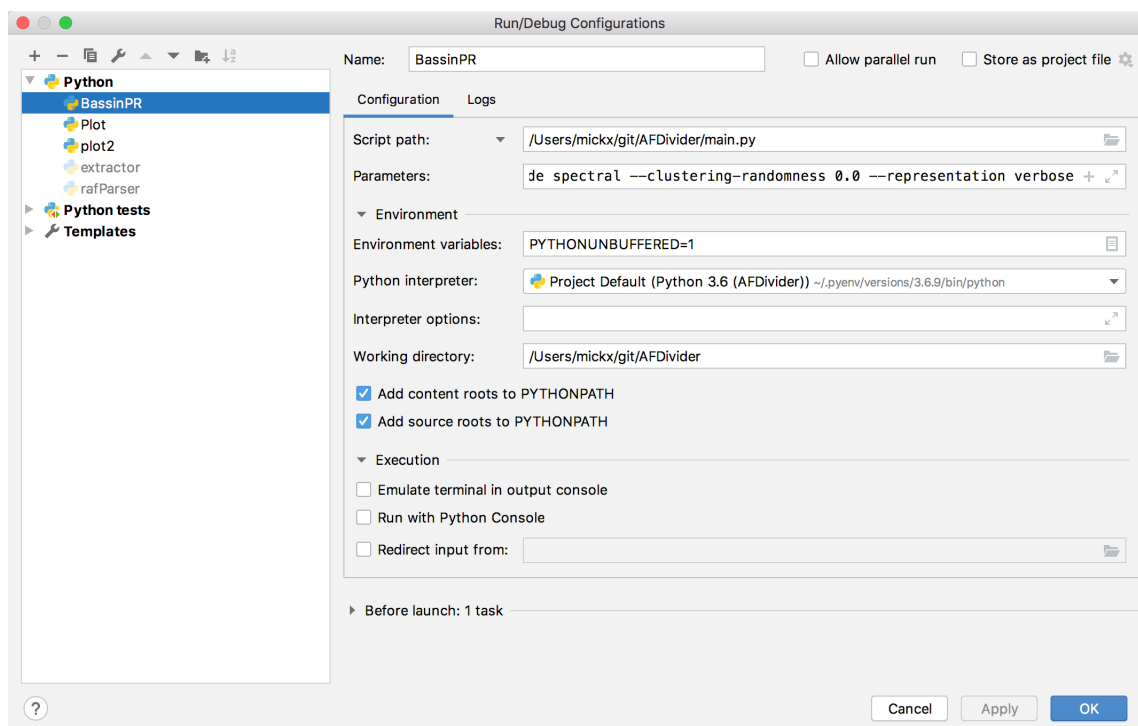 Run/Debug Configurations
Name: BassinPR Allow parallel run Store as project file
Python
BassinPR
Plot
plot2
extractor
rafParser
Python tests
Templates
Configuration Logs
Script path: /Users/mickx/git/AFDivider/main.py
Parameters: de spectral --clustering-randomness 0.0 --representation verbose
Environment
Environment variables: PYTHONUNBUFFERED=1
Python interpreter: Project Default (Python 3.6 (AFDivider)) ~/.pyenv/versions/3.6.9/bin/python
Interpreter options:
Working directory: /Users/mickx/git/AFDivider
Add content roots to PYTHONPATH
Add source roots to PYTHONPATH
Execution
Emulate terminal in output console
Run with Python Console
Redirect input from:
Before launch: 1 task
? Cancel Apply OK